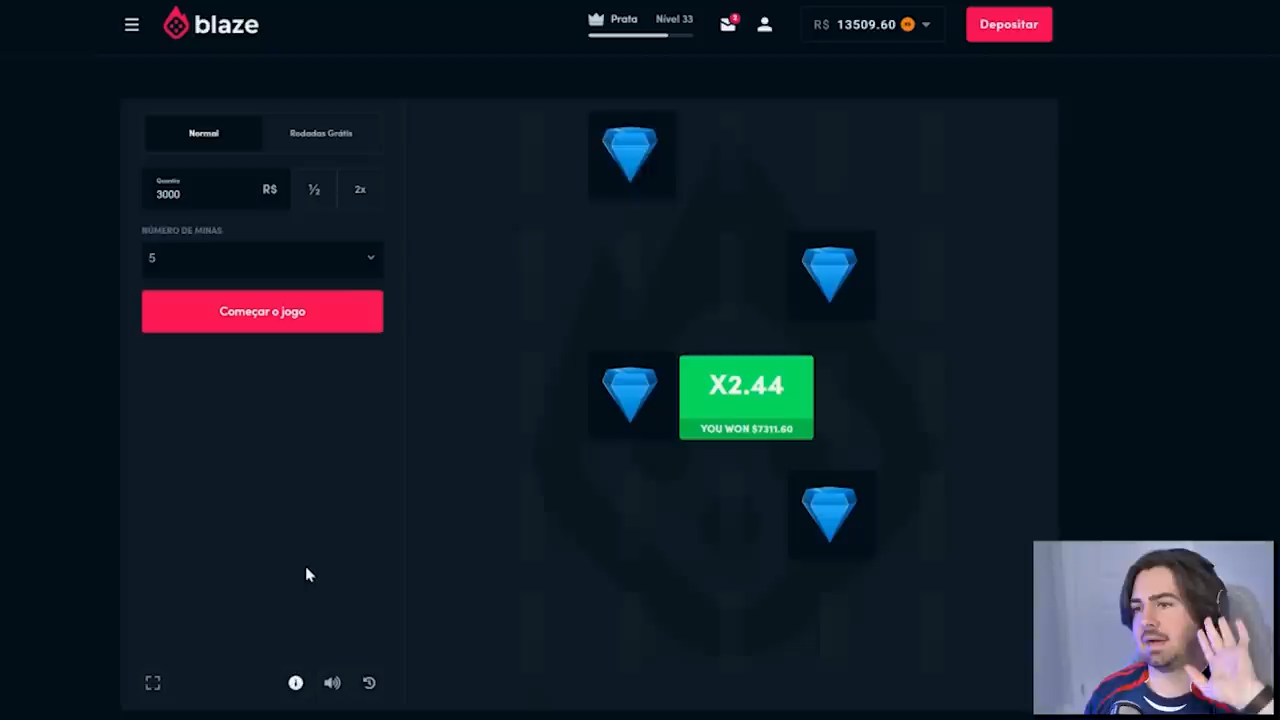 blaze
Prata Nível 33
2
R$ 13509.60 R$
Depositar
Normal
Rodadas Grátis
Quantia
3000
R$
½
2x
NÚMERO DE MINAS
5
Começar o jogo
X2.44
YOU WON $7311.60